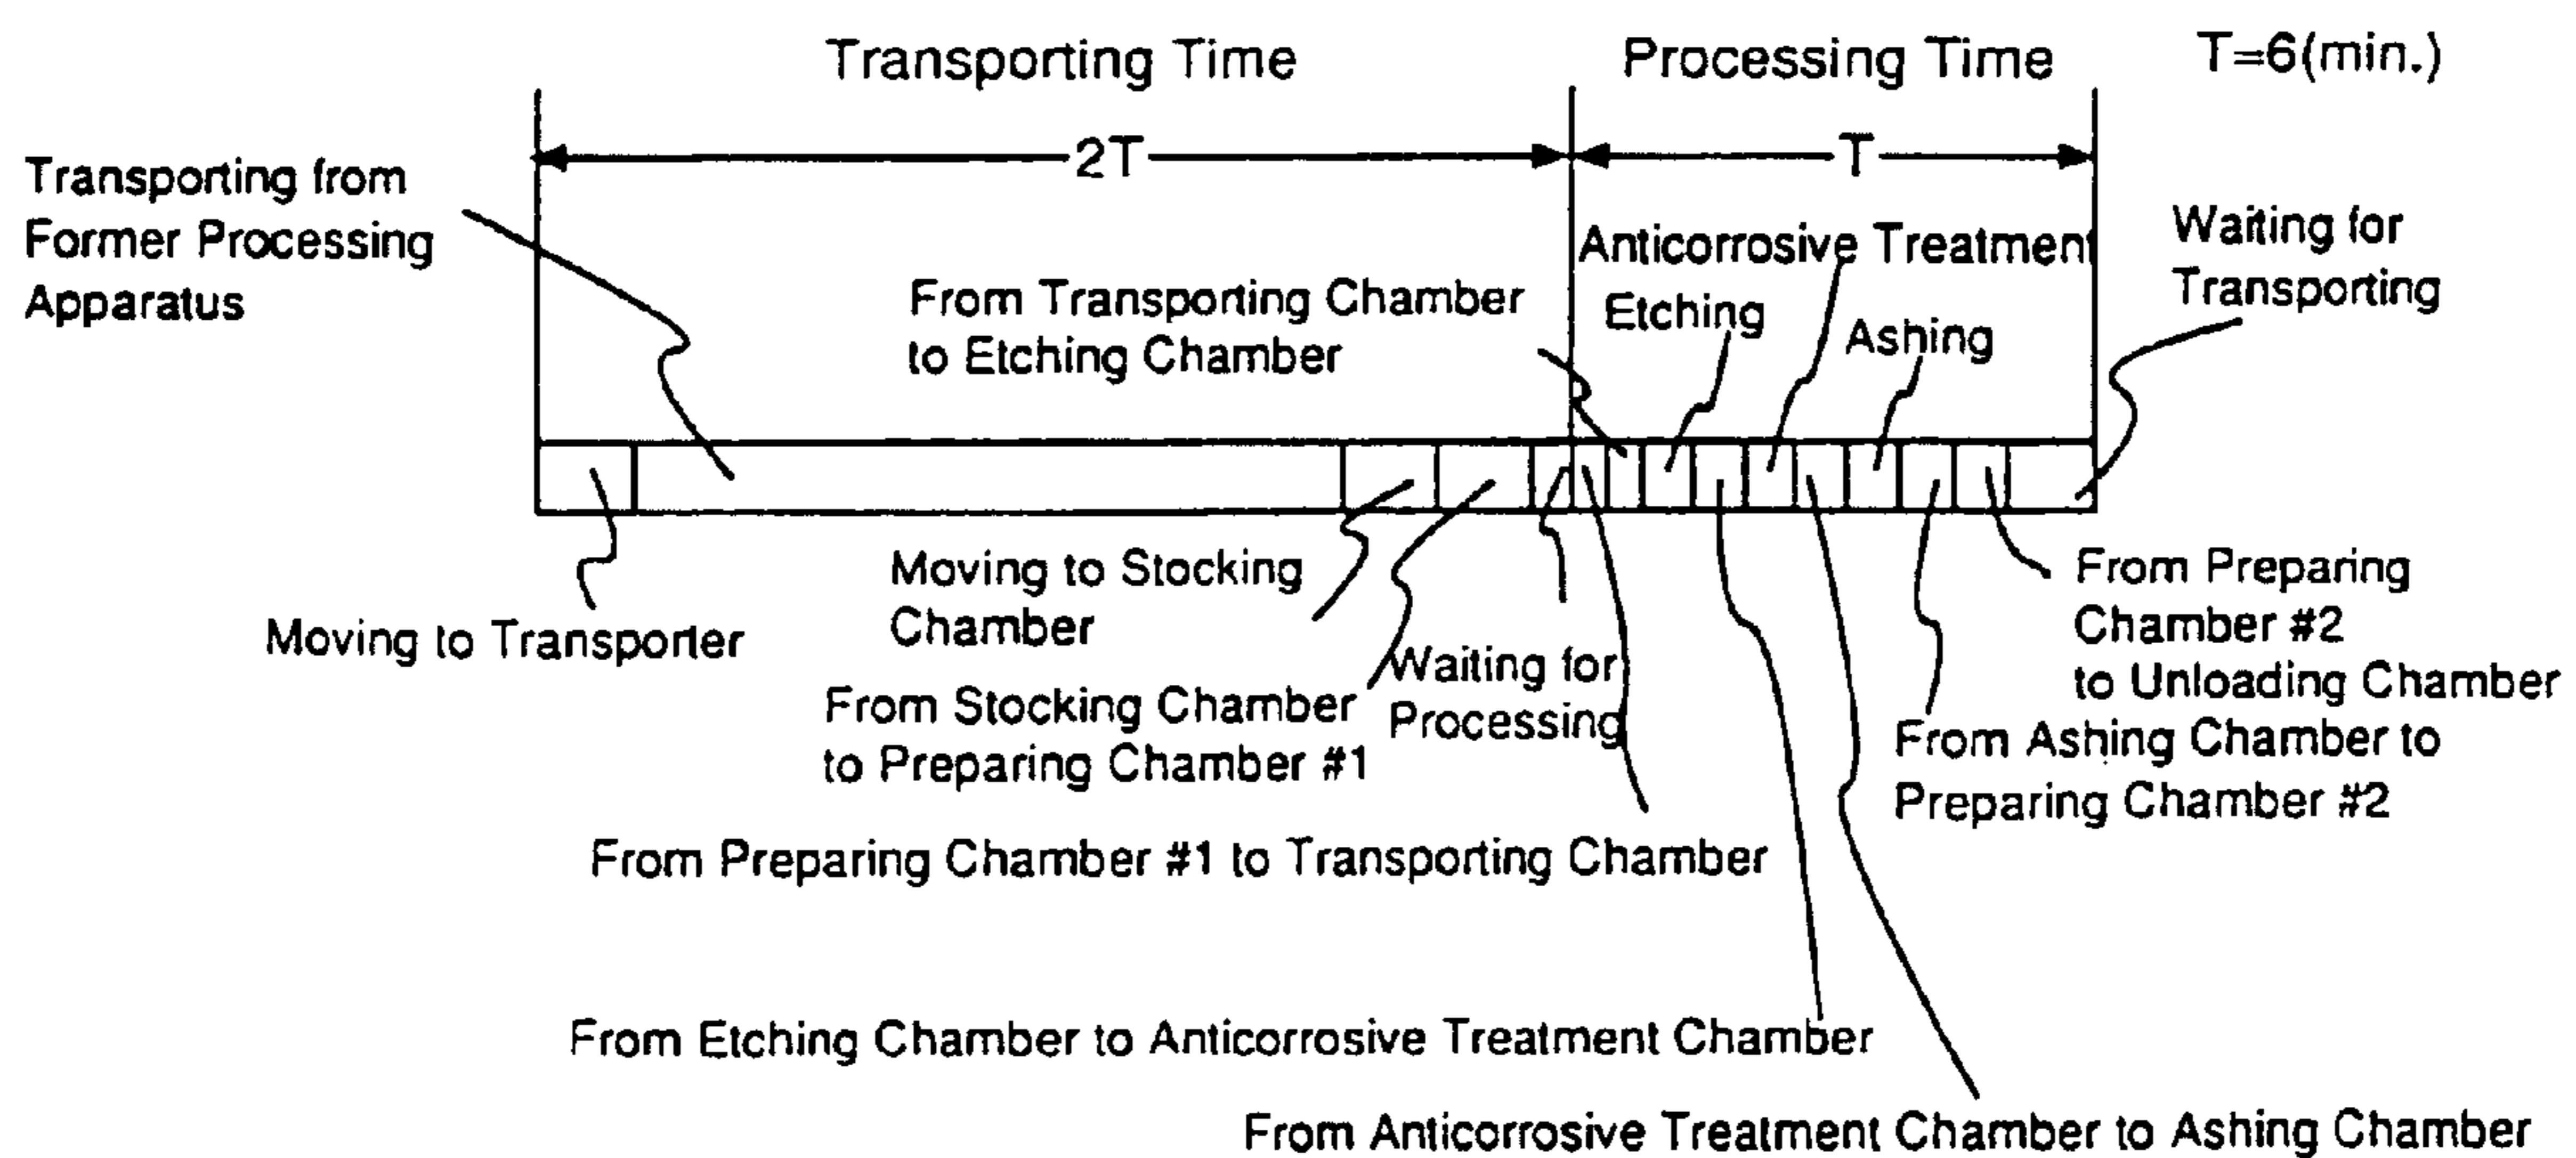 Transporting Time
Processing Time
T=6(min.)
2T
T
Transporting from
Former Processing
Apparatus
From Transporting Chamber
to Etching Chamber
Anticorrosive Treatment
Etching
Ashing
Waiting for
Transporting
Moving to Transporter
Moving to Stocking
Chamber
From Stocking Chamber
to Preparing Chamber #1
Waiting for
Processing
From Preparing
Chamber #2
to Unloading Chamber
From Ashing Chamber to
Preparing Chamber #2
From Preparing Chamber #1 to Transporting Chamber
From Etching Chamber to Anticorrosive Treatment Chamber
From Anticorrosive Treatment Chamber to Ashing Chamber